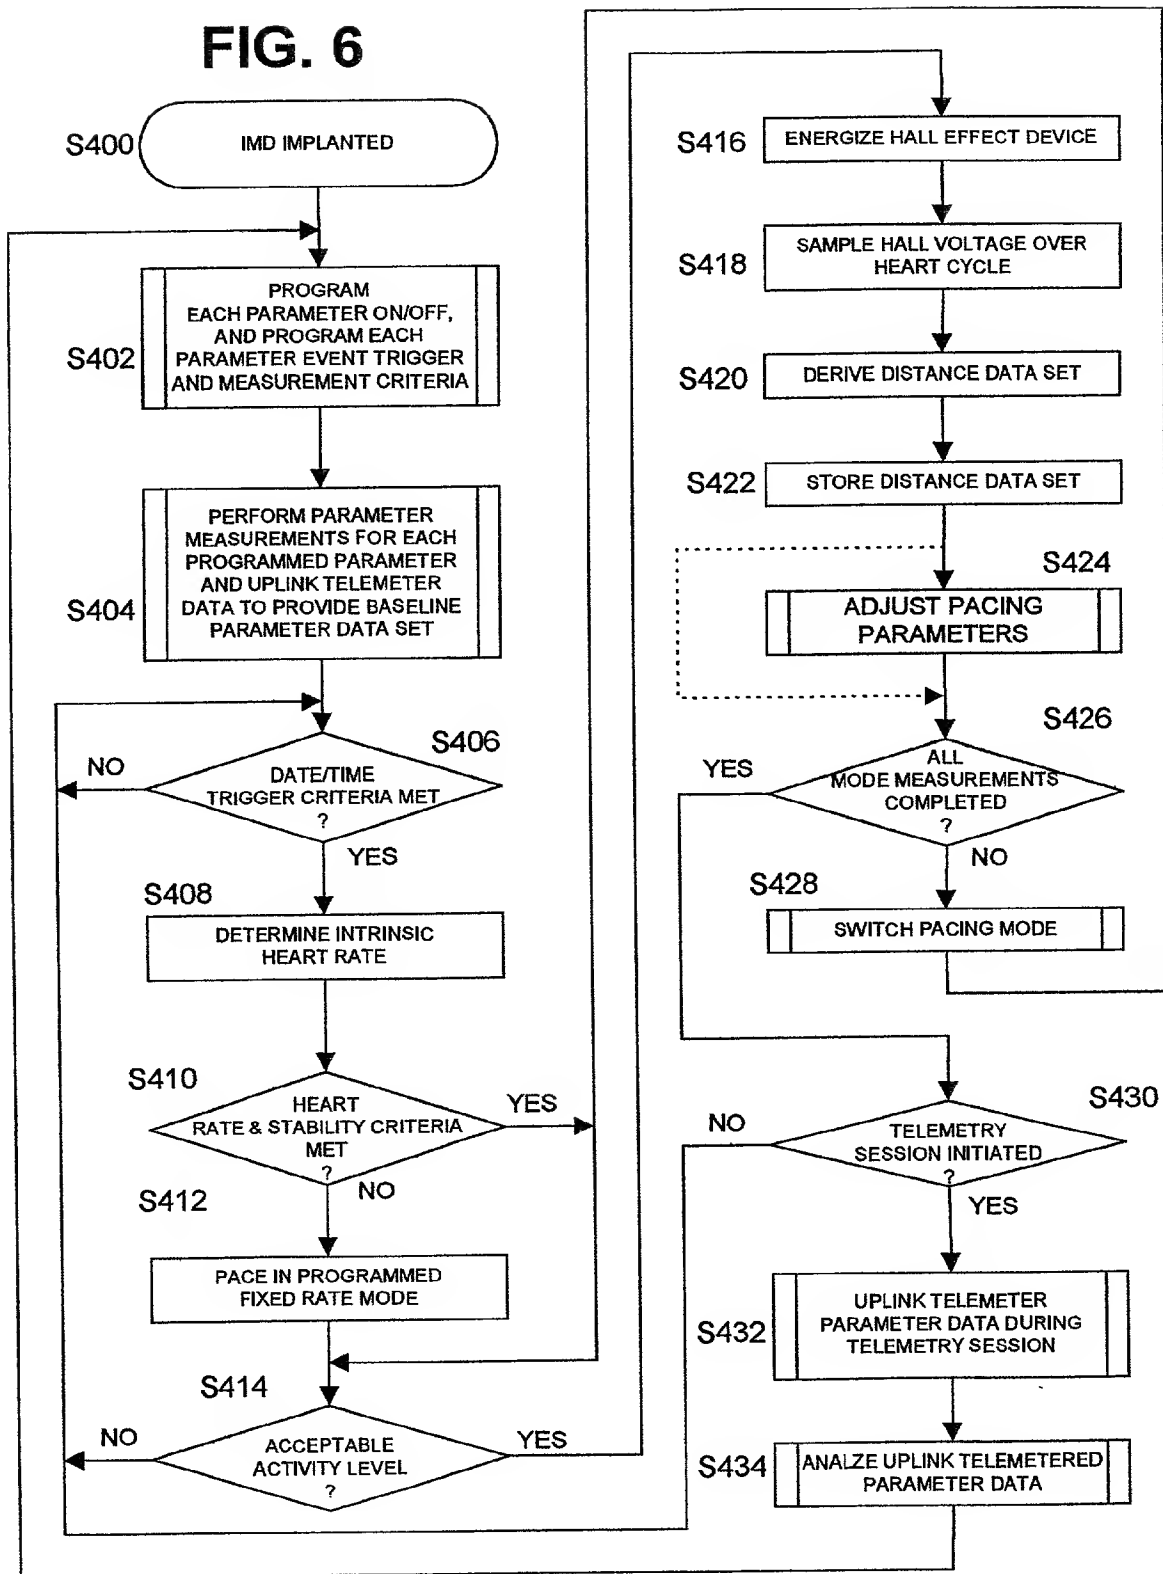 FIG. 6
S400
IMD IMPLANTED
S402
PROGRAM
EACH PARAMETER ON/OFF,
AND PROGRAM EACH
PARAMETER EVENT TRIGGER
AND MEASUREMENT CRITERIA
S404
PERFORM PARAMETER
MEASUREMENTS FOR EACH
PROGRAMMED PARAMETER
AND UPLINK TELEMETER
DATA TO PROVIDE BASELINE
PARAMETER DATA SET
S406
NO
DATE/TIME
TRIGGER CRITERIA MET
?
YES
S408
DETERMINE INTRINSIC
HEART RATE
S410
HEART
RATE & STABILITY CRITERIA
MET
?
YES
NO
S412
PACE IN PROGRAMMED
FIXED RATE MODE
S414
NO
ACCEPTABLE
ACTIVITY LEVEL
?
YES
S416
ENERGIZE HALL EFFECT DEVICE
S418
SAMPLE HALL VOLTAGE OVER
HEART CYCLE
S420
DERIVE DISTANCE DATA SET
S422
STORE DISTANCE DATA SET
S424
ADJUST PACING
PARAMETERS
S426
YES
ALL
MODE MEASUREMENTS
COMPLETED
?
NO
S428
SWITCH PACING MODE
S430
NO
TELEMETRY
SESSION INITIATED
?
YES
S432
UPLINK TELEMETER
PARAMETER DATA DURING
TELEMETRY SESSION
S434
ANALZE UPLINK TELEMETERED
PARAMETER DATA